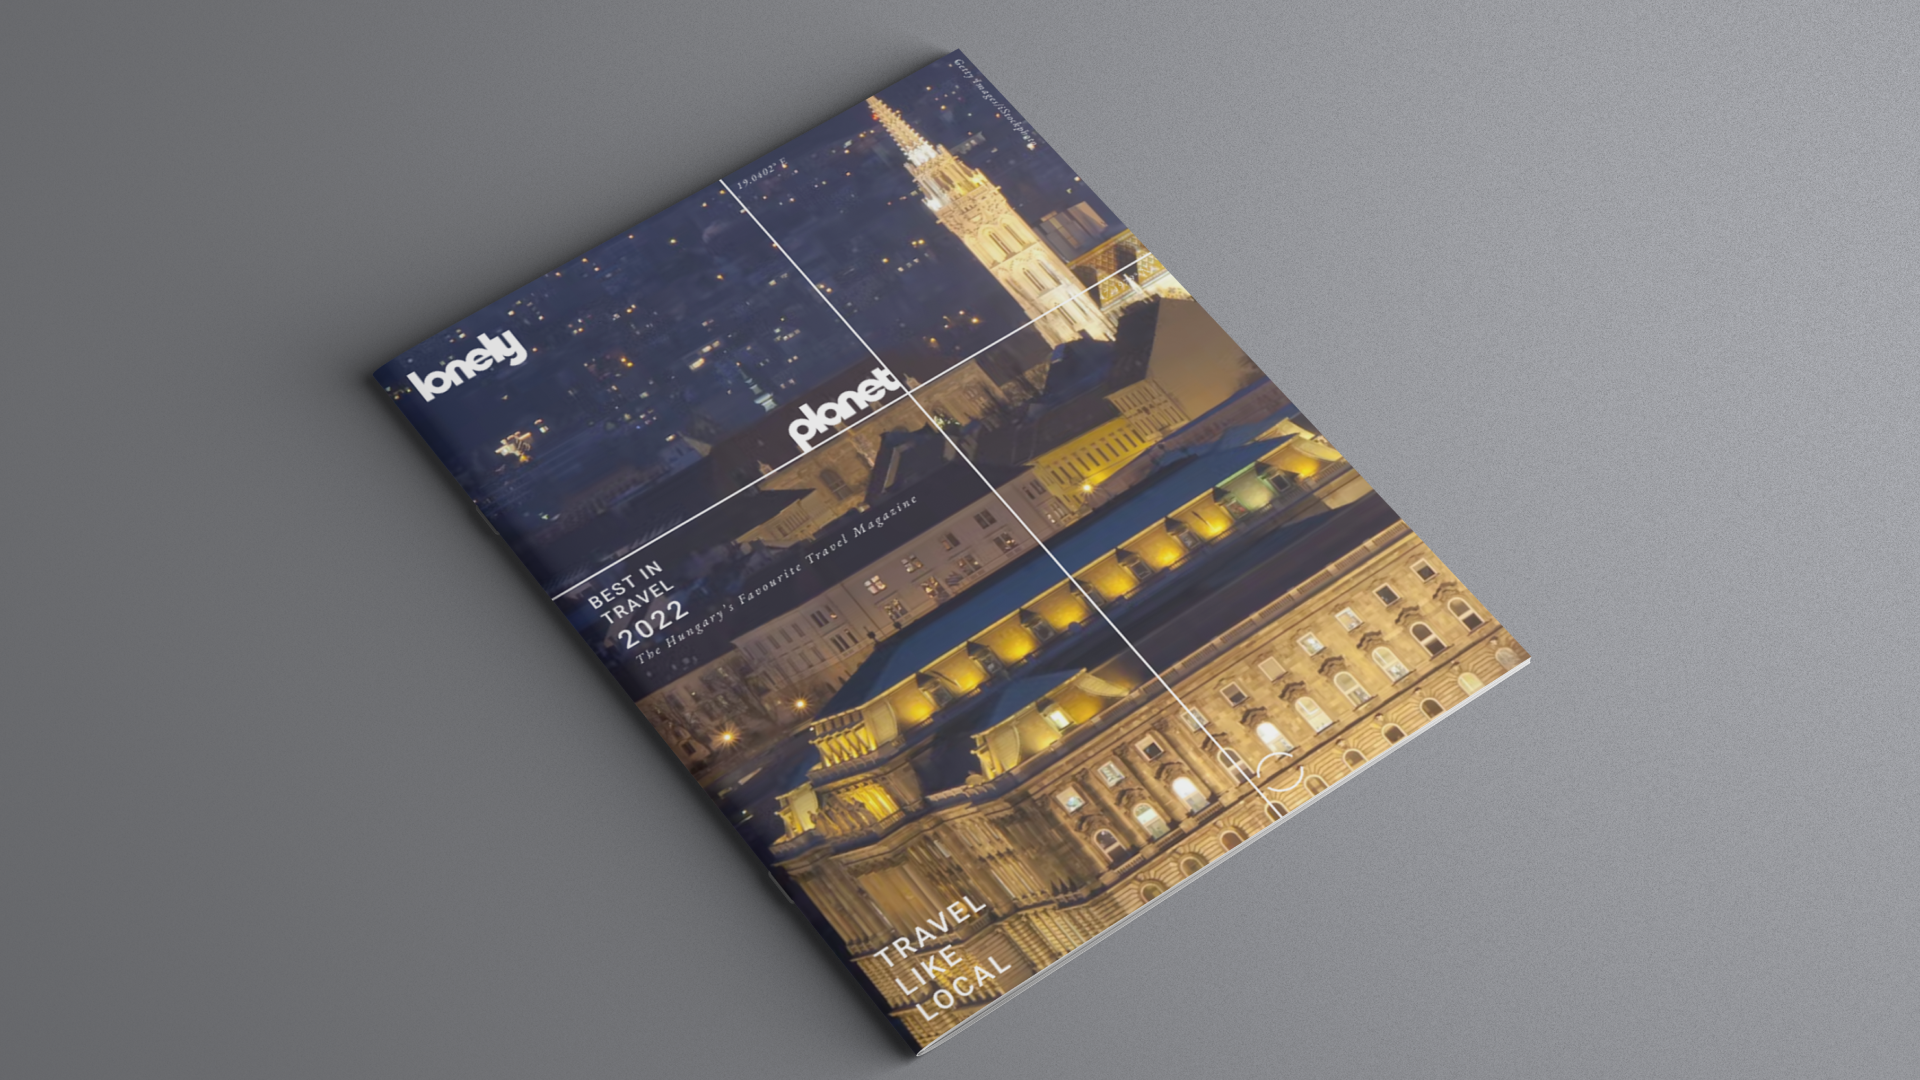 Getty Images/iStockphoto
19.0402° E
lonely
planet
BEST IN
TRAVEL
2022
The Hungary's Favourite Travel Magazine
TRAVEL
LIKE
LOCAL